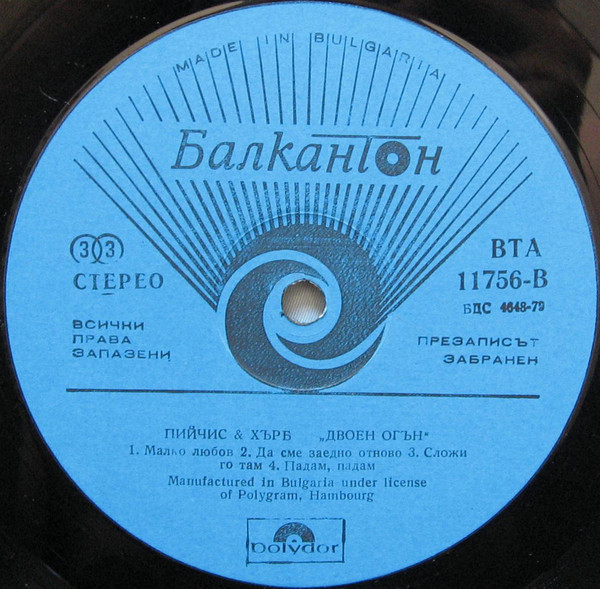 MADE IN BULGARIA
Балкантон
33
СТЕРЕО
ВТА
11756-В
БДС 4648-79
ВСИЧКИ
ПРАВА
ЗАПАЗЕНИ
ПРЕЗАПИСЪТ
ЗАБРАНЕН
ПИЙЧИС & ХЪРБ „ДВОЕН ОГЪН“
1. Малко любов 2. Да сме заедно отново 3. Сложи
го там 4. Падам, падам
Manufactured in Bulgaria under license
of Polygram, Hambourg
polydor